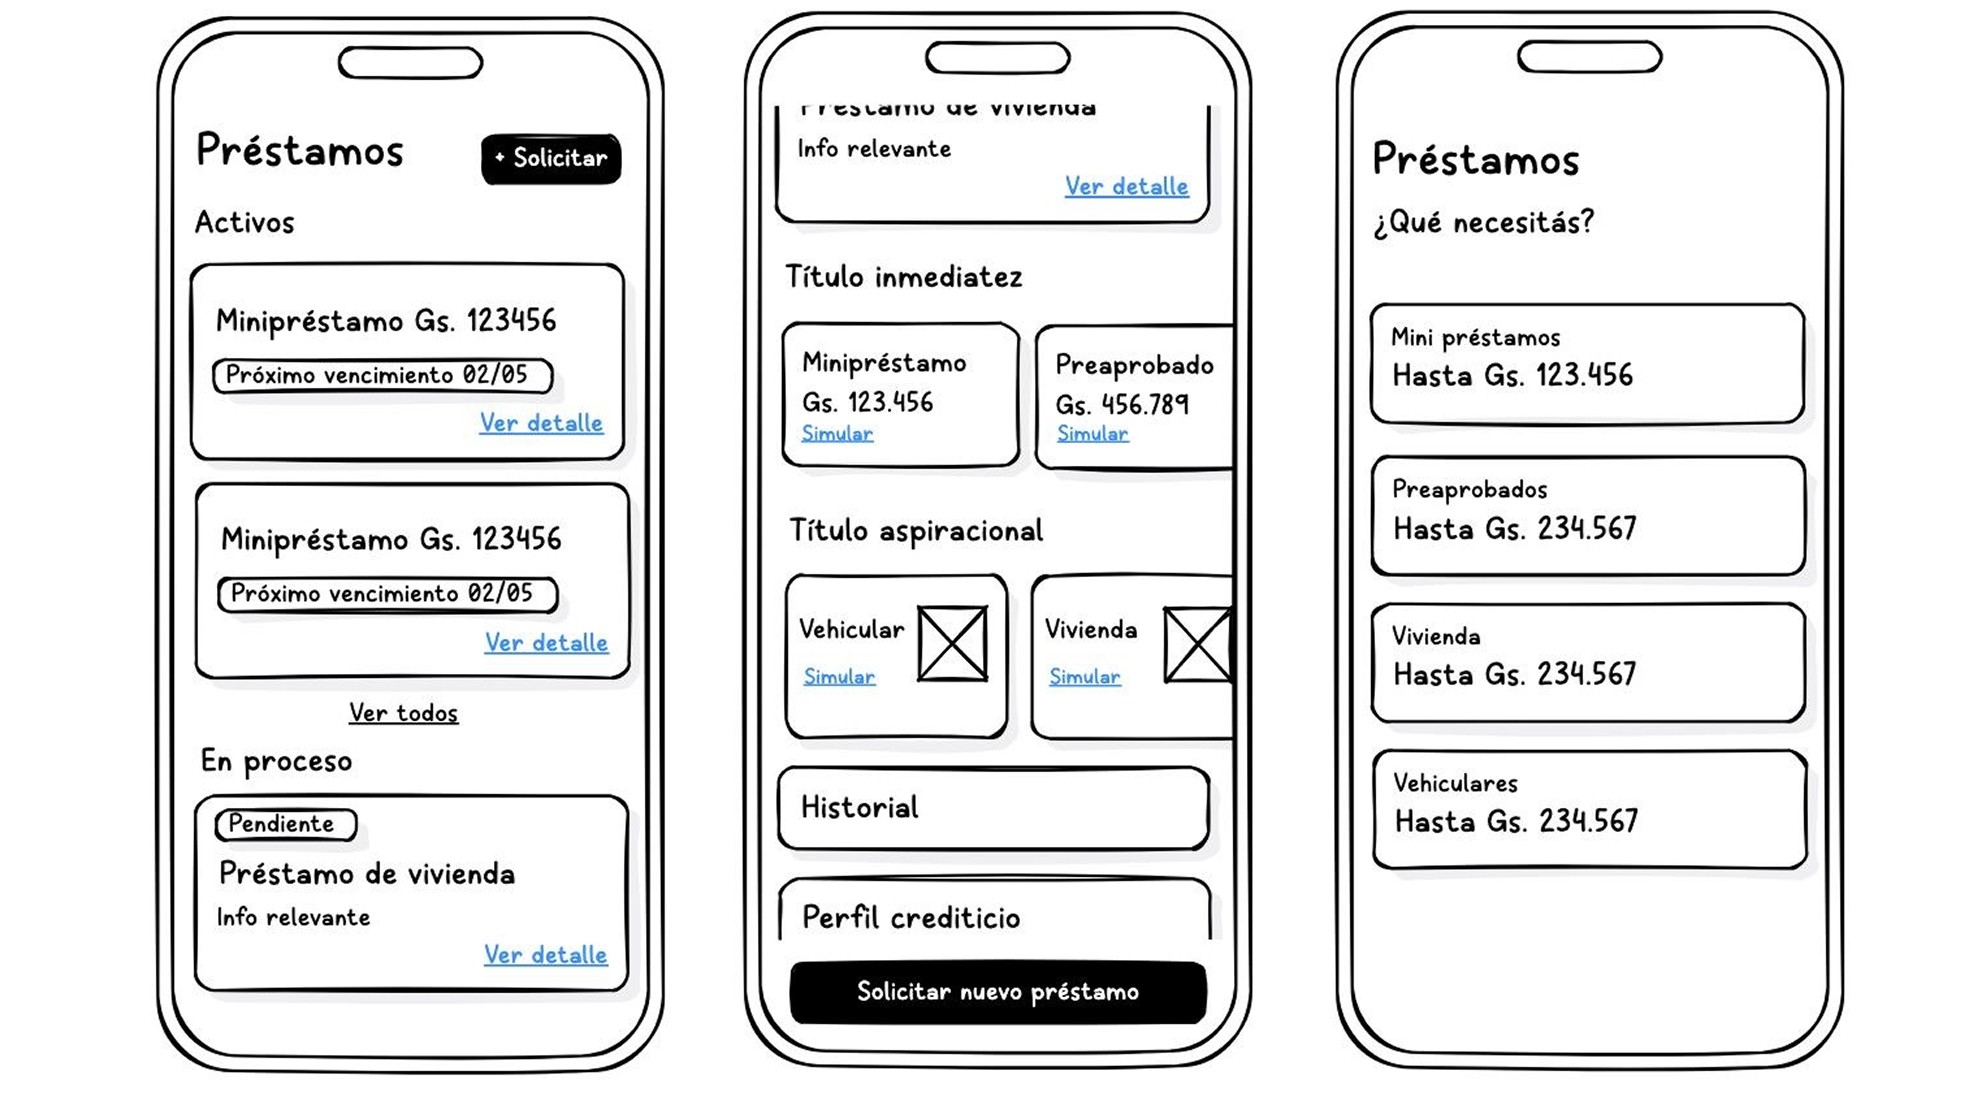 Préstamos
+ Solicitar
Activos
Minipréstamo Gs. 123456
Próximo vencimiento 02/05
Ver detalle
Minipréstamo Gs. 123456
Próximo vencimiento 02/05
Ver detalle
Ver todos
En proceso
Pendiente
Préstamo de vivienda
Info relevante
Ver detalle
Préstamo de vivienda
Info relevante
Ver detalle
Título inmediatez
Minipréstamo
Gs. 123.456
Simular
Preaprobado
Gs. 456.789
Simular
Título aspiracional
Vehicular
Simular
Vivienda
Simular
Historial
Perfil crediticio
Solicitar nuevo préstamo
Préstamos
¿Qué necesitás?
Mini préstamos
Hasta Gs. 123.456
Preaprobados
Hasta Gs. 234.567
Vivienda
Hasta Gs. 234.567
Vehiculares
Hasta Gs. 234.567